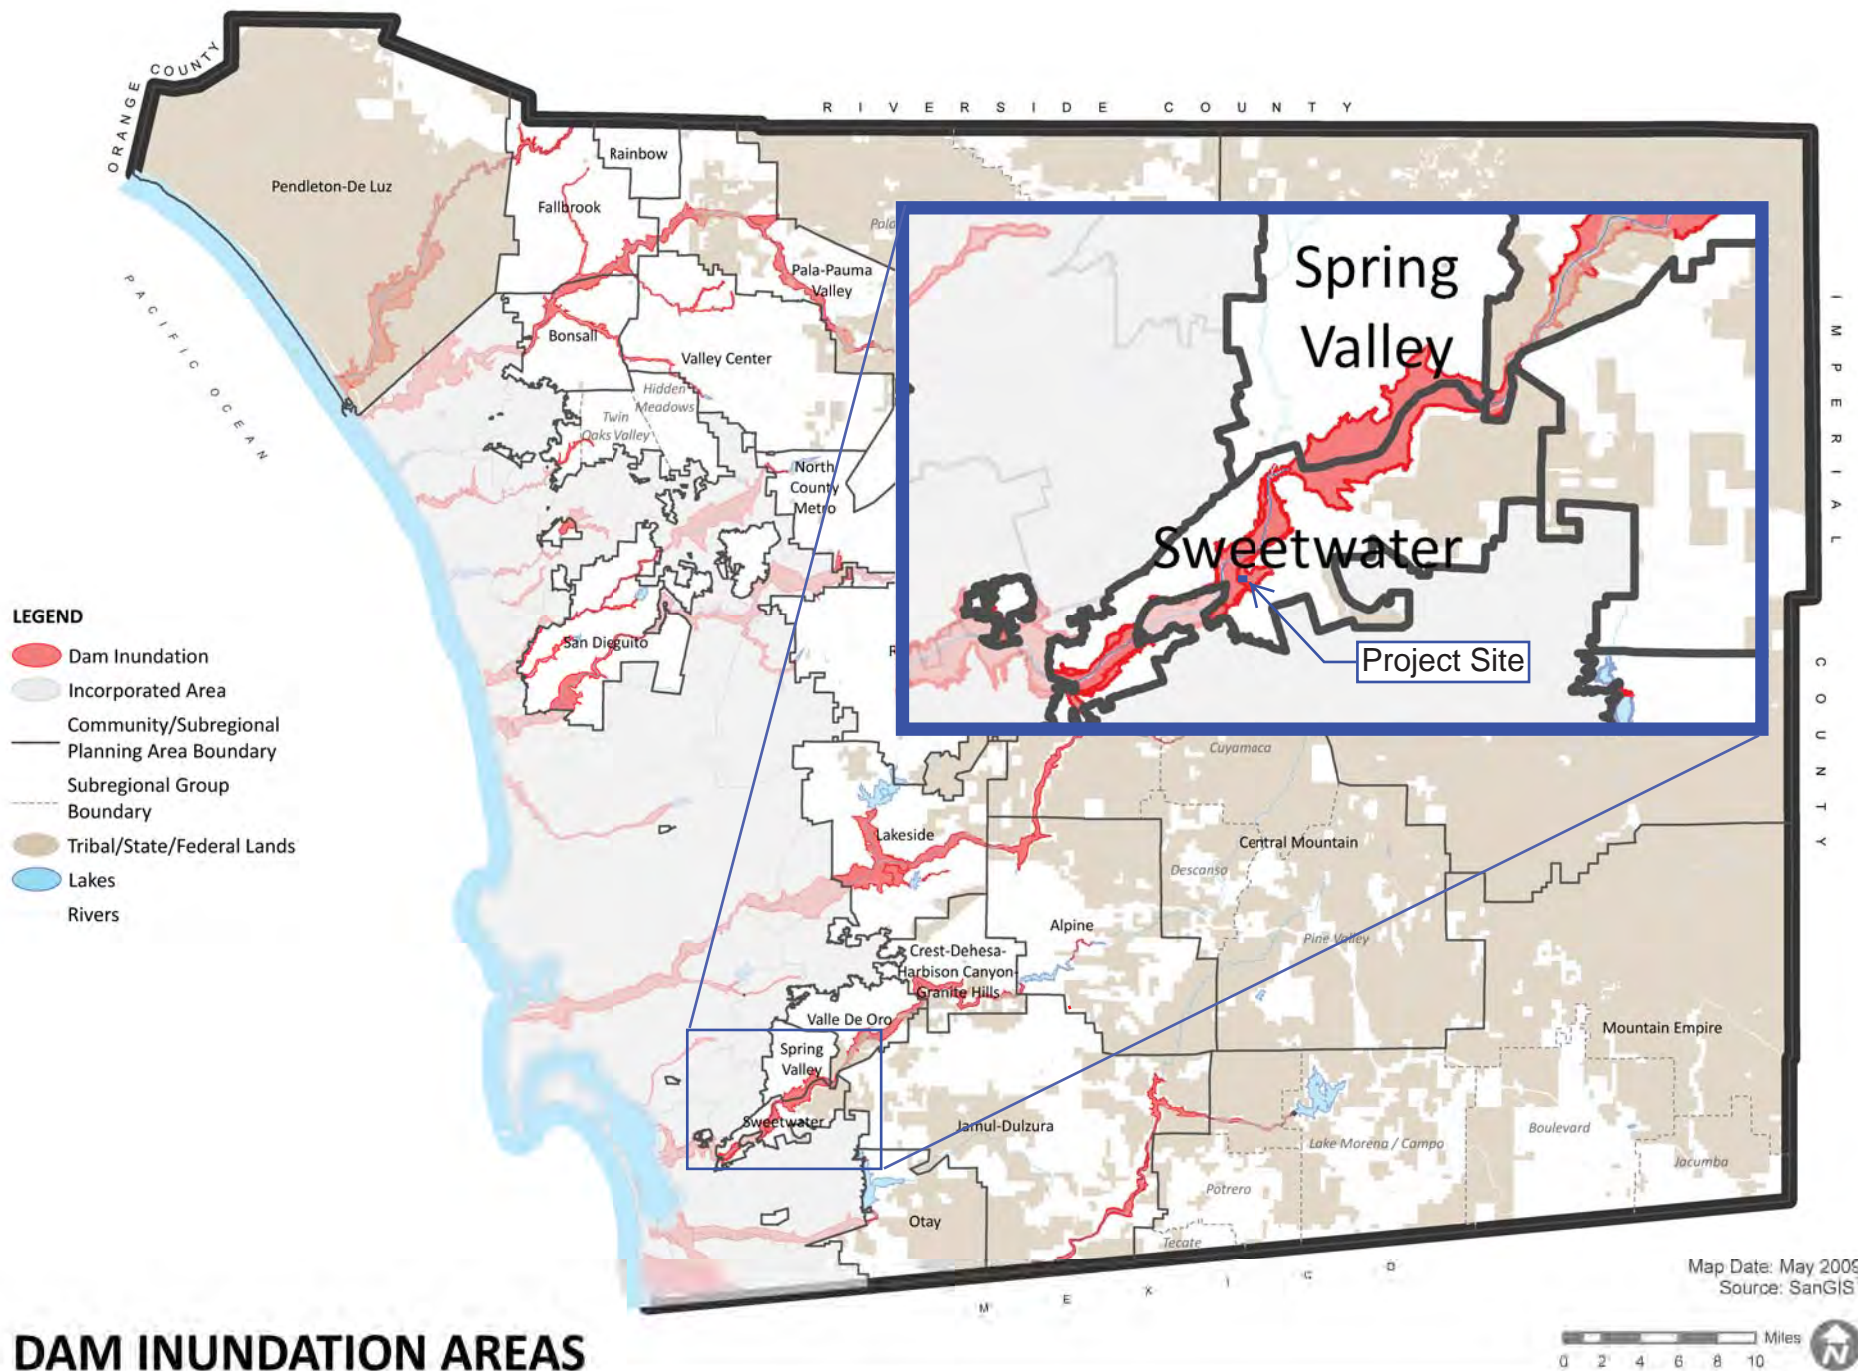 ORANGE COUNTY
RIVERSIDE COUNTY
IMPERIAL COUNTY
PACIFIC OCEAN
MEXICO
Pendleton-De Luz
Rainbow
Fallbrook
Pala-Pauma
Valley
Bonsall
Valley Center
Hidden
Meadows
Twin
Oaks Valley
North
County
Metro
San Dieguito
Spring
Valley
Sweetwater
Project Site
Cuyamaca
Lakeside
Central Mountain
Descanso
Alpine
Pine Valley
Crest-Dehesa-
Harbison Canyon-
Granite Hills
Valle De Oro
Mountain Empire
Spring
Valley
Sweetwater
Jamul-Dulzura
Lake Morena / Campo
Boulevard
Jacumba
Potrero
Otay
Tecate
LEGEND
Dam Inundation
Incorporated Area
Community/Subregional
Planning Area Boundary
Subregional Group
Boundary
Tribal/State/Federal Lands
Lakes
Rivers
Map Date: May 2009
Source: SanGIS
Miles
0 2 4 6 8 10
N
DAM INUNDATION AREAS